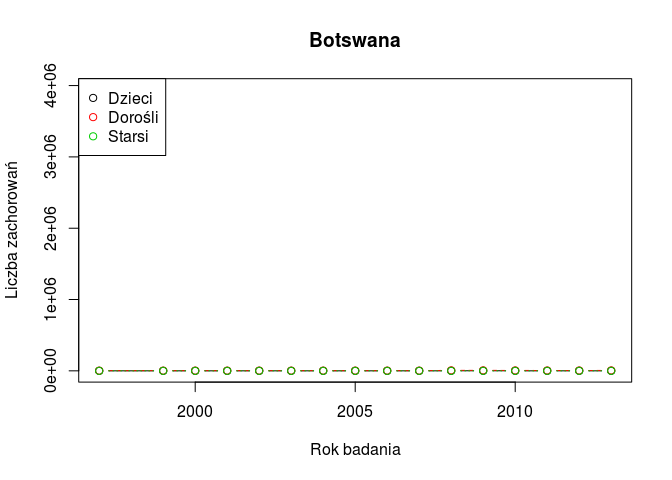 Botswana
Dzieci
Dorośli
Starsi
Liczba zachorowań
4e+06
3e+06
2e+06
1e+06
0e+00
2000 2005 2010
Rok badania